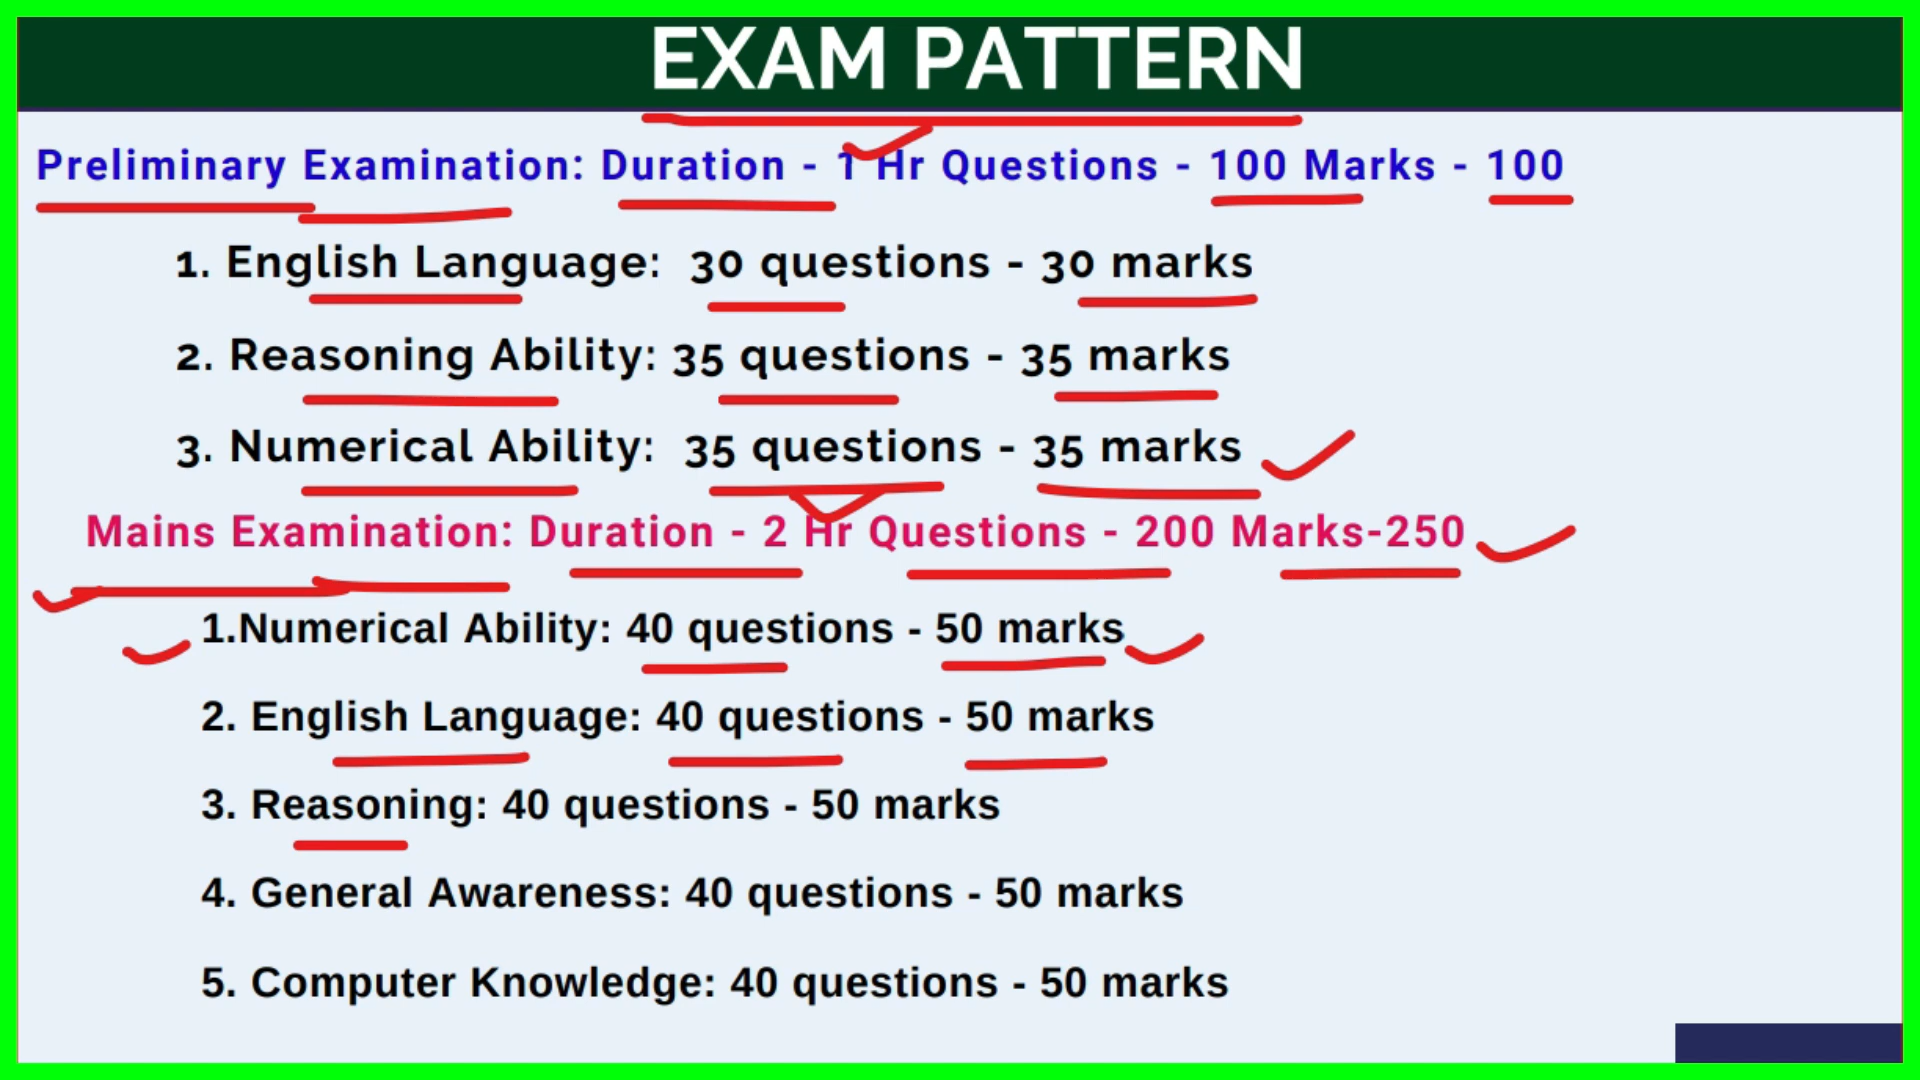 EXAM PATTERN
Preliminary Examination: Duration - 1 Hr Questions - 100 Marks - 100
1. English Language: 30 questions - 30 marks
2. Reasoning Ability: 35 questions - 35 marks
3. Numerical Ability: 35 questions - 35 marks
Mains Examination: Duration - 2 Hr Questions - 200 Marks-250
1.Numerical Ability: 40 questions - 50 marks
2. English Language: 40 questions - 50 marks
3. Reasoning: 40 questions - 50 marks
4. General Awareness: 40 questions - 50 marks
5. Computer Knowledge: 40 questions - 50 marks